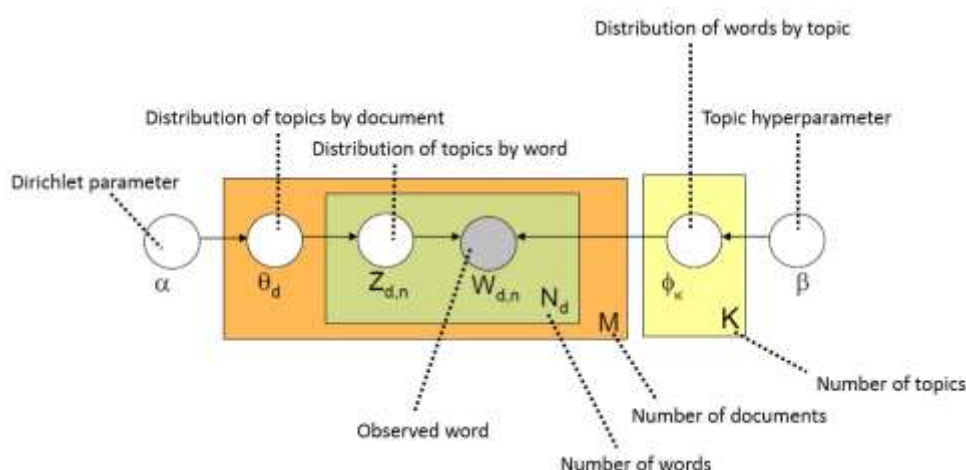 Distribution of words by topic
Distribution of topics by document
Topic hyperparameter
Distribution of topics by word
Dirichlet parameter
α
θd
Zd,n
Wd,n
Nd
M
ϕκ
K
β
Number of topics
Number of documents
Observed word
Number of words